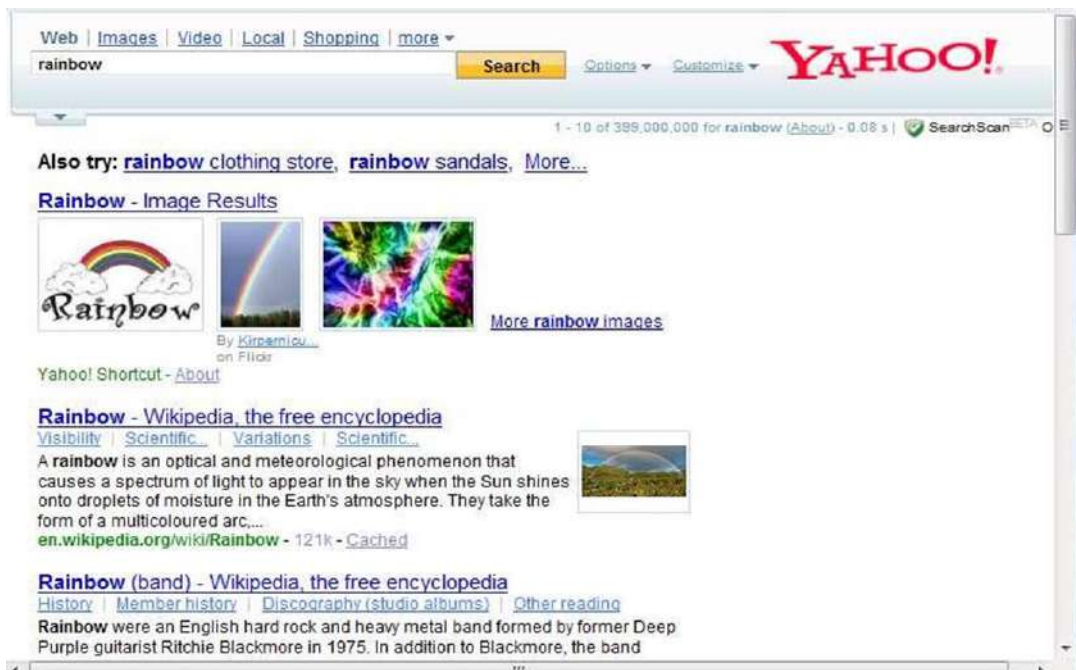 Web | Images | Video | Local | Shopping | more
rainbow
Search
Options
Customize
YAHOO!
1 - 10 of 399,000,000 for rainbow (About) - 0.08 s |
SearchScan BETA O
Also try: rainbow clothing store, rainbow sandals, More...
Rainbow - Image Results
Rainbow
More rainbow images
By Kirpernicu...
on Flickr
Yahoo! Shortcut - About
Rainbow - Wikipedia, the free encyclopedia
Visibility | Scientific... | Variations | Scientific...
A rainbow is an optical and meteorological phenomenon that
causes a spectrum of light to appear in the sky when the Sun shines
onto droplets of moisture in the Earth's atmosphere. They take the
form of a multicoloured arc,...
en.wikipedia.org/wiki/Rainbow - 121k - Cached
Rainbow (band) - Wikipedia, the free encyclopedia
History | Member history | Discography (studio albums) | Other reading
Rainbow were an English hard rock and heavy metal band formed by former Deep
Purple guitarist Ritchie Blackmore in 1975. In addition to Blackmore, the band